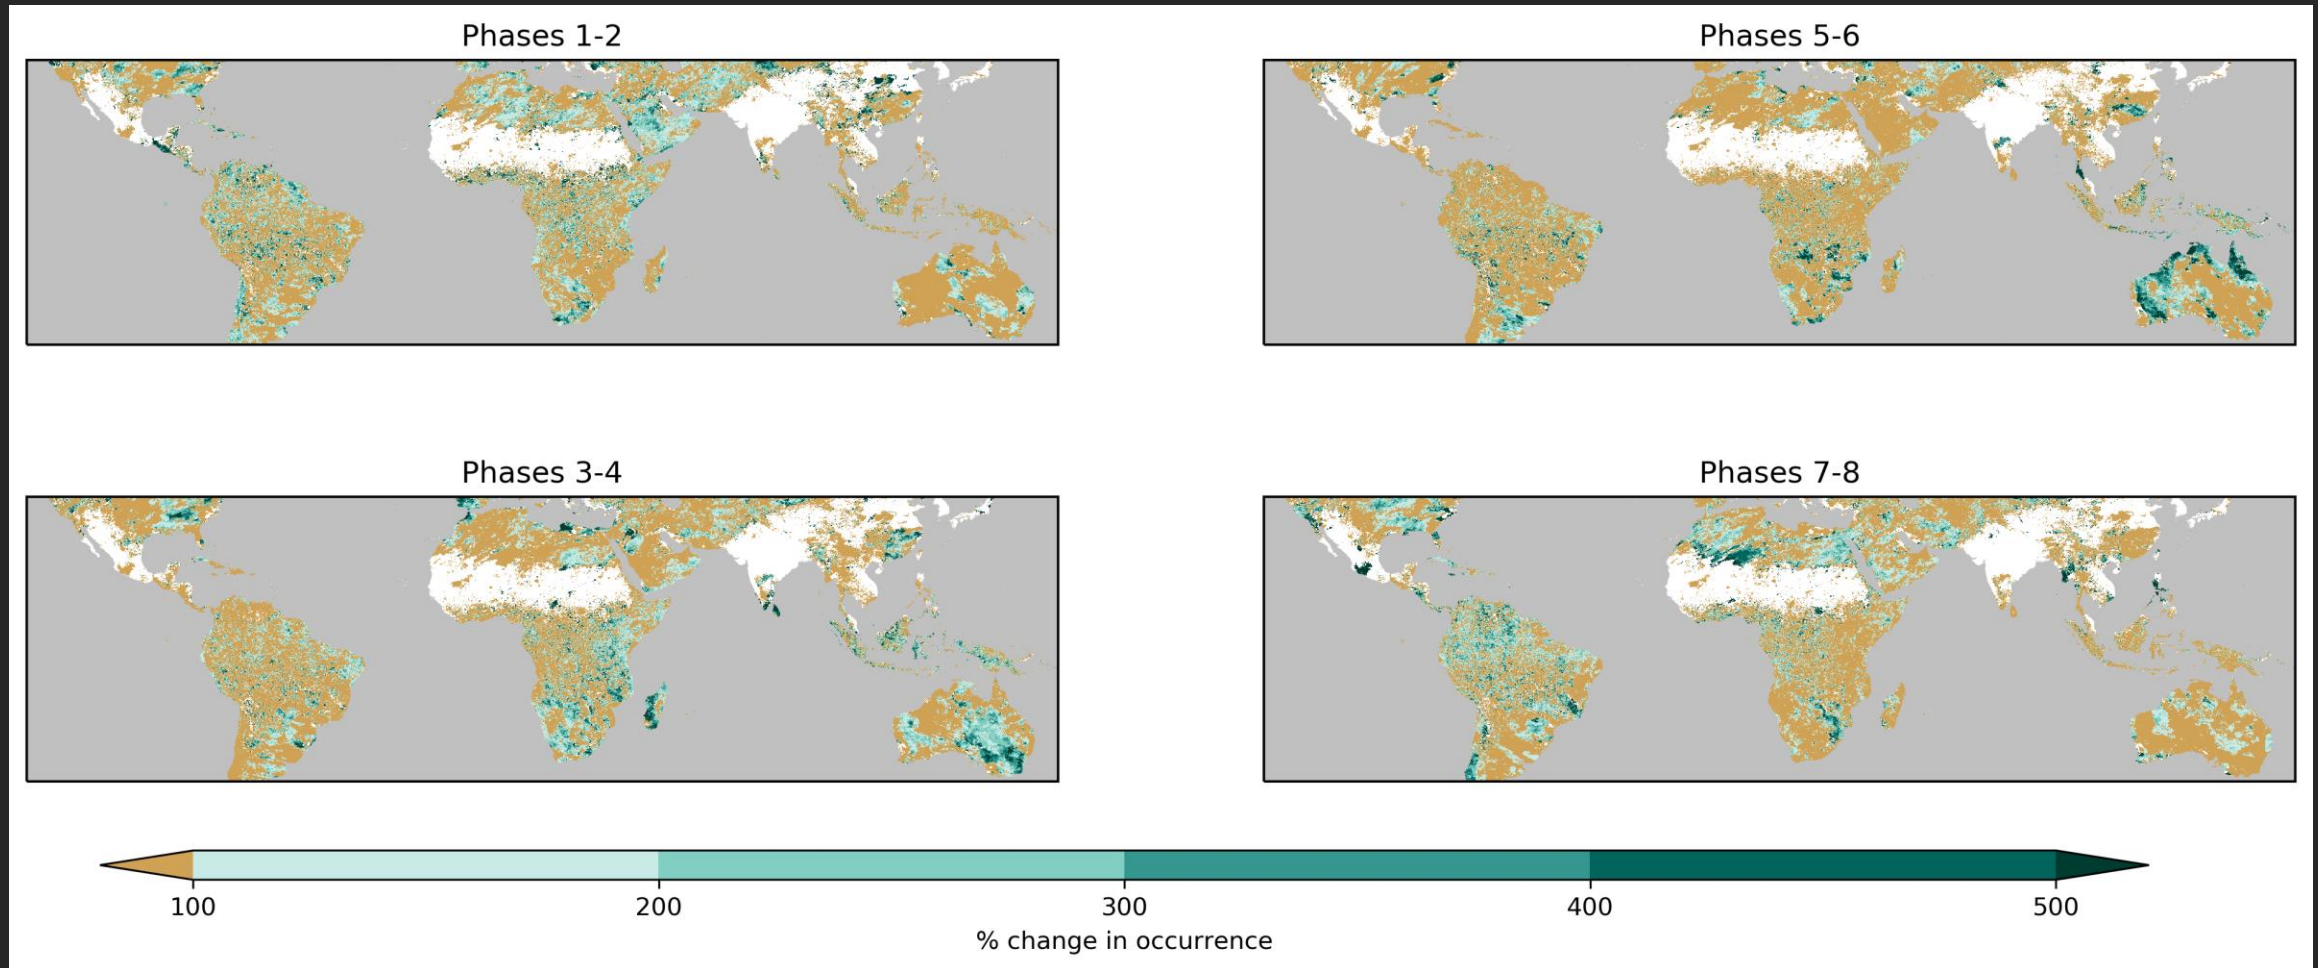 Phases 1-2
Phases 5-6
Phases 3-4
Phases 7-8
100 200 300 400 500
% change in occurrence